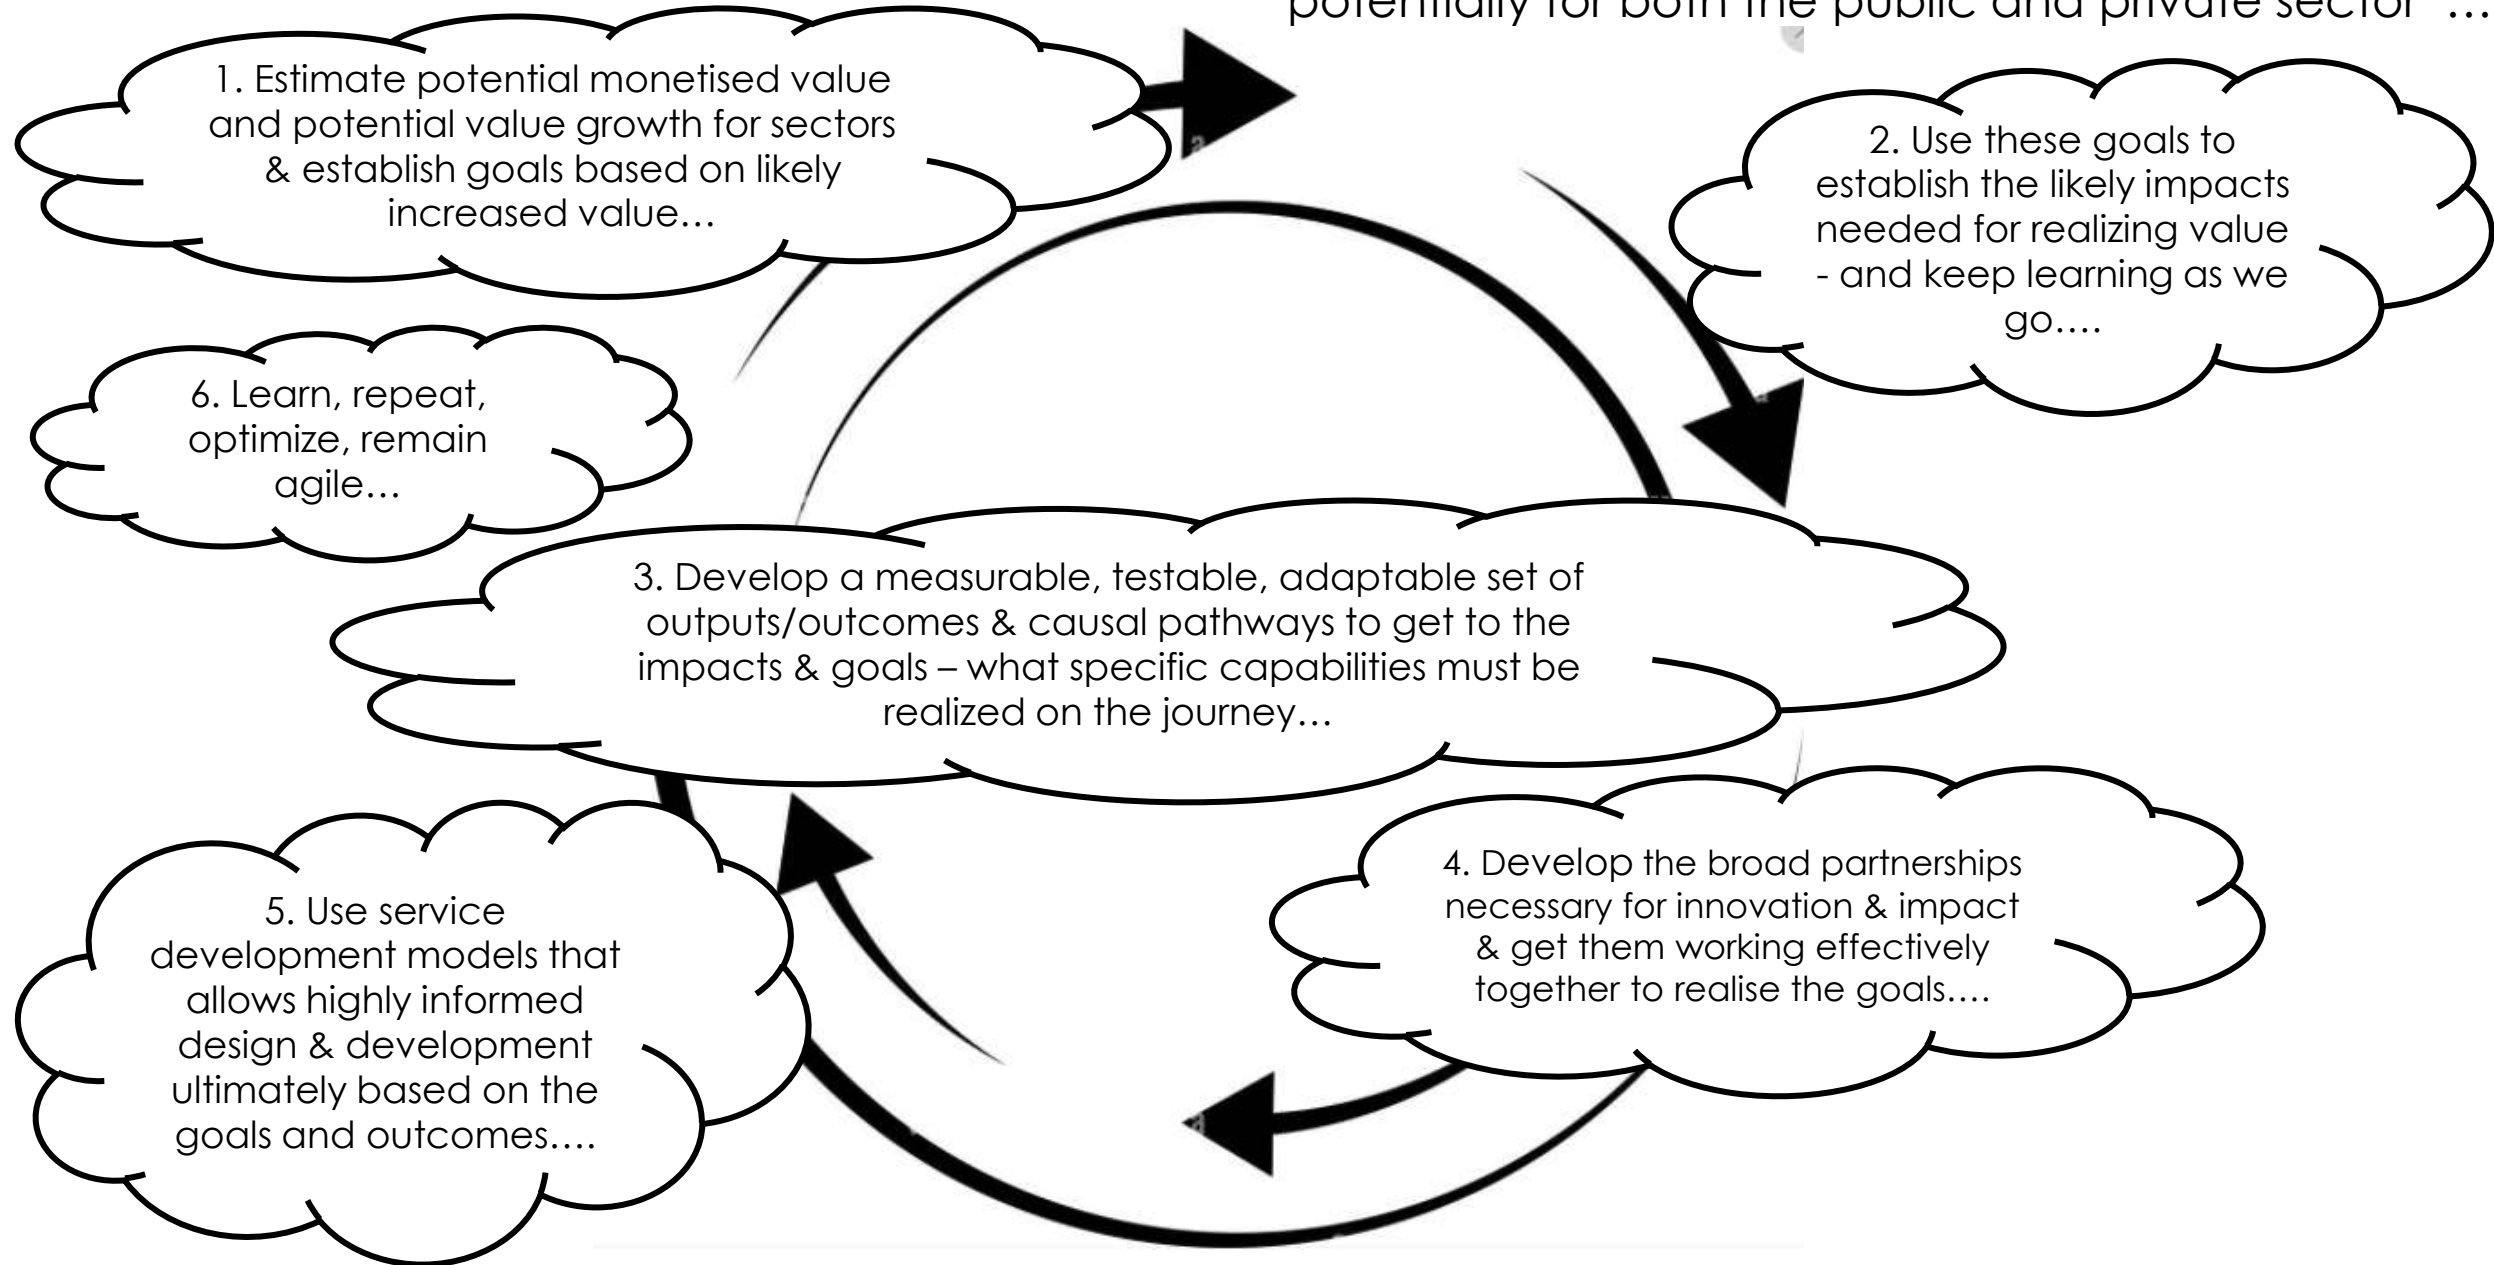 potentially for both the public and private sector …
1. Estimate potential monetised value
and potential value growth for sectors
& establish goals based on likely
increased value…
2. Use these goals to
establish the likely impacts
needed for realizing value
- and keep learning as we
go….
6. Learn, repeat,
optimize, remain
agile…
3. Develop a measurable, testable, adaptable set of
outputs/outcomes & causal pathways to get to the
impacts & goals – what specific capabilities must be
realized on the journey…
4. Develop the broad partnerships
necessary for innovation & impact
& get them working effectively
together to realise the goals….
5. Use service
development models that
allows highly informed
design & development
ultimately based on the
goals and outcomes….